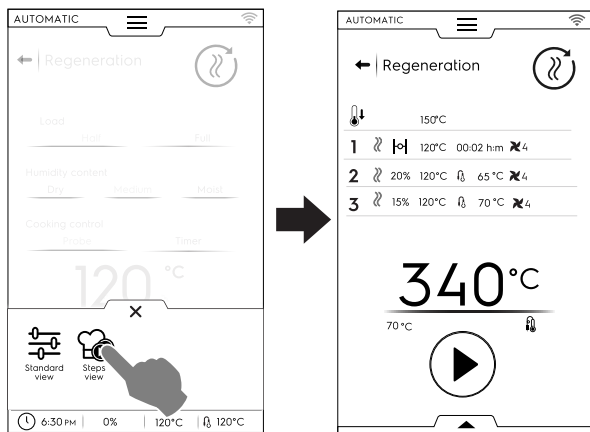 AUTOMATIC
Regeneration
Load
Half Full
Humidity content
Dry Medium Moist
Cooking control
Probe Timer
120 °C
Standard view
Steps view
6:30 PM 0% 120°C 120°C
AUTOMATIC
Regeneration
150°C
1 120°C 00:02 h:m 4
2 20% 120°C 65 °C 4
3 15% 120°C 70 °C 4
340°C
70 °C